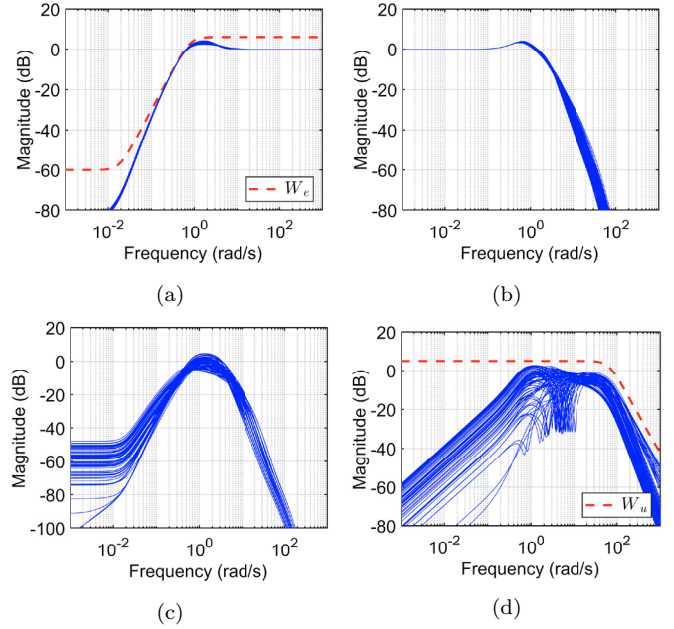 20
0
-20
-40
-60
-80
Magnitude (dB)
10^-2 10^0 10^2
Frequency (rad/s)
W_e
(a)
20
0
-20
-40
-60
-80
Magnitude (dB)
10^-2 10^0 10^2
Frequency (rad/s)
(b)
20
0
-20
-40
-60
-80
-100
Magnitude (dB)
10^-2 10^0 10^2
Frequency (rad/s)
(c)
20
0
-20
-40
-60
-80
Magnitude (dB)
10^-2 10^0 10^2
Frequency (rad/s)
W_u
(d)